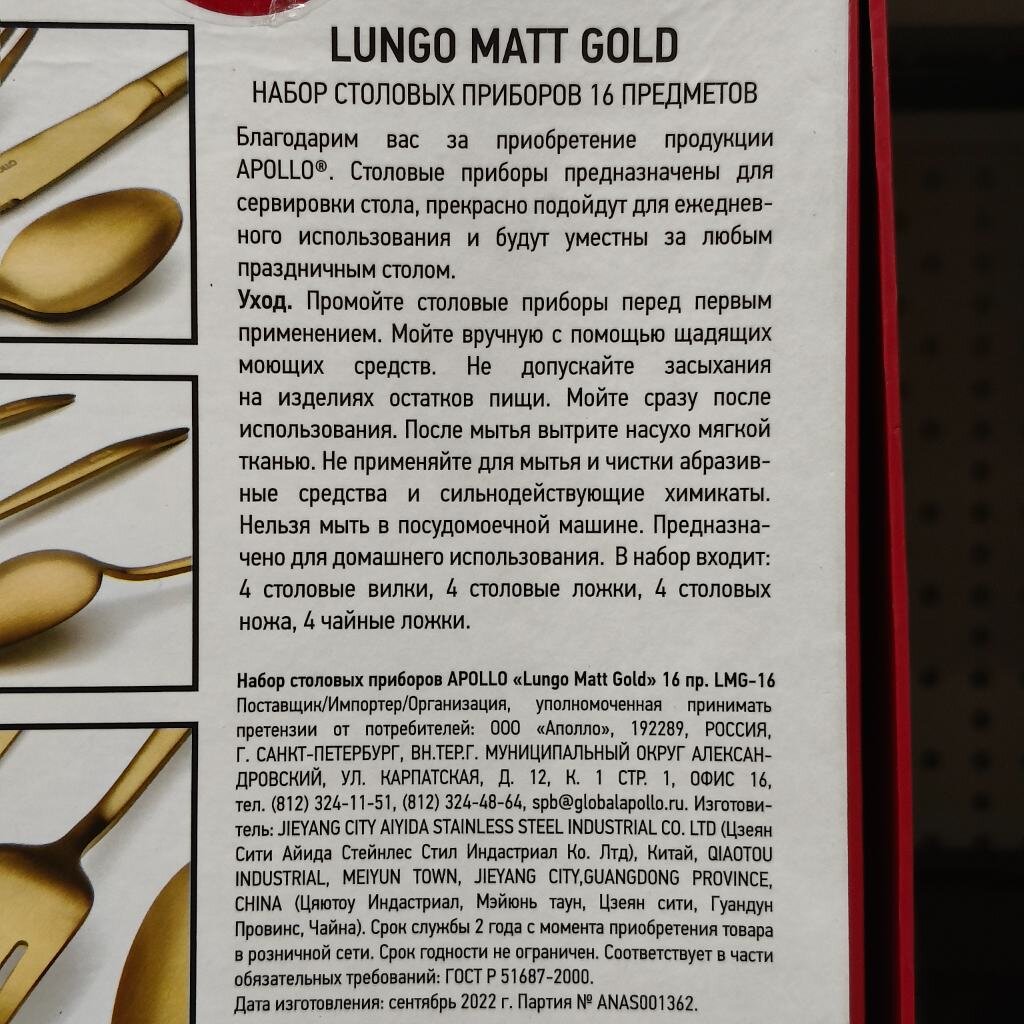 LUNGO MATT GOLD
НАБОР СТОЛОВЫХ ПРИБОРОВ 16 ПРЕДМЕТОВ
Благодарим вас за приобретение продукции
APOLLO®. Столовые приборы предназначены для
сервировки стола, прекрасно подойдут для ежеднев-
ного использования и будут уместны за любым
праздничным столом.
Уход. Промойте столовые приборы перед первым
применением. Мойте вручную с помощью щадящих
моющих средств. Не допускайте засыхания
на изделиях остатков пищи. Мойте сразу после
использования. После мытья вытрите насухо мягкой
тканью. Не применяйте для мытья и чистки абразив-
ные средства и сильнодействующие химикаты.
Нельзя мыть в посудомоечной машине. Предназна-
чено для домашнего использования. В набор входит:
4 столовые вилки, 4 столовые ложки, 4 столовых
ножа, 4 чайные ложки.
Набор столовых приборов APOLLO «Lungo Matt Gold» 16 пр. LMG-16
Поставщик/Импортер/Организация, уполномоченная принимать
претензии от потребителей: ООО «Аполло», 192289, РОССИЯ,
Г. САНКТ-ПЕТЕРБУРГ, ВН.ТЕР.Г. МУНИЦИПАЛЬНЫЙ ОКРУГ АЛЕКСАН-
ДРОВСКИЙ, УЛ. КАРПАТСКАЯ, Д. 12, К. 1 СТР. 1, ОФИС 16,
тел. (812) 324-11-51, (812) 324-48-64, spb@globalapollo.ru. Изготови-
тель: JIEYANG CITY AIYIDA STAINLESS STEEL INDUSTRIAL CO. LTD (Цзеян
Сити Айида Стейнлес Стил Индастриал Ко. Лтд), Китай, QIAOTOU
INDUSTRIAL, MEIYUN TOWN, JIEYANG CITY,GUANGDONG PROVINCE,
CHINA (Цяютоу Индастриал, Мэйюнь таун, Цзеян сити, Гуандун
Провинс, Чайна). Срок службы 2 года с момента приобретения товара
в розничной сети. Срок годности не ограничен. Соответствует в части
обязательных требований: ГОСТ Р 51687-2000.
Дата изготовления: сентябрь 2022 г. Партия № ANAS001362.